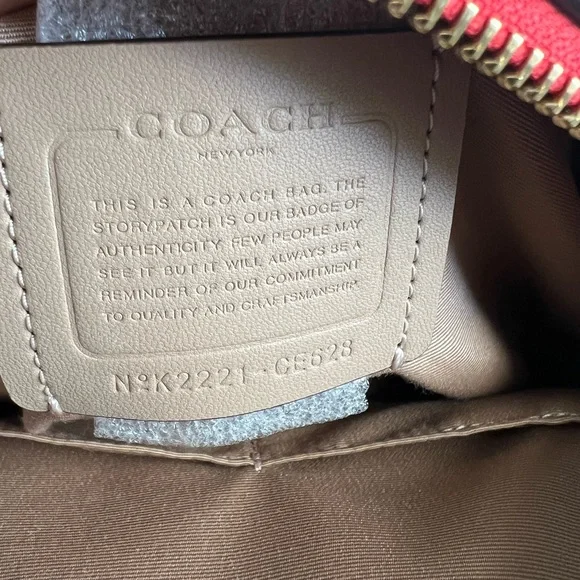 COACH
NEW YORK
THIS IS A COACH BAG. THE
STORYPATCH IS OUR BADGE OF
AUTHENTICITY. FEW PEOPLE MAY
SEE IT BUT IT WILL ALWAYS BE A
REMINDER OF OUR COMMITMENT
TO QUALITY AND CRAFTSMANSHIP.
NºK2221-CE628